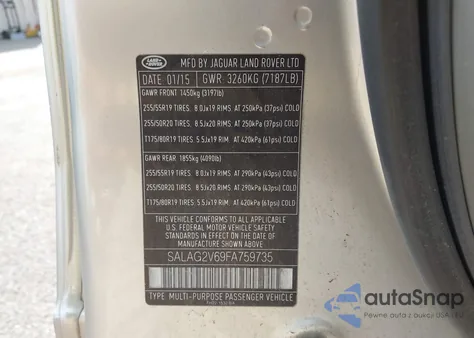 LAND ROVER
MFD BY JAGUAR LAND ROVER LTD
DATE 01/15 GWR: 3260KG (7187LB)
GAWR FRONT 1450kg (3197lb)
255/55R19 TIRES, 8.0Jx19 RIMS, AT 250kPa (37psi) COLD
255/50R20 TIRES, 8.5Jx20 RIMS, AT 250kPa (37psi) COLD
T175/80R19 TIRES 5.5Jx19 RIM AT 420kPa (61psi) COLD
GAWR REAR 1855kg (4090lb)
255/55R19 TIRES, 8.0Jx19 RIMS, AT 290kPa (43psi) COLD
255/50R20 TIRES, 8.5Jx20 RIMS, AT 290kPa (43psi) COLD
T175/80R19 TIRES 5.5Jx19 RIM AT 420kPa (61psi) COLD
THIS VEHICLE CONFORMS TO ALL APPLICABLE
U.S. FEDERAL MOTOR VEHICLE SAFETY
STANDARDS IN EFFECT ON THE DATE OF
MANUFACTURE SHOWN ABOVE
SALAG2V69FA759735
TYPE: MULTI-PURPOSE PASSENGER VEHICLE
autoSnap
Pewne auta z USA